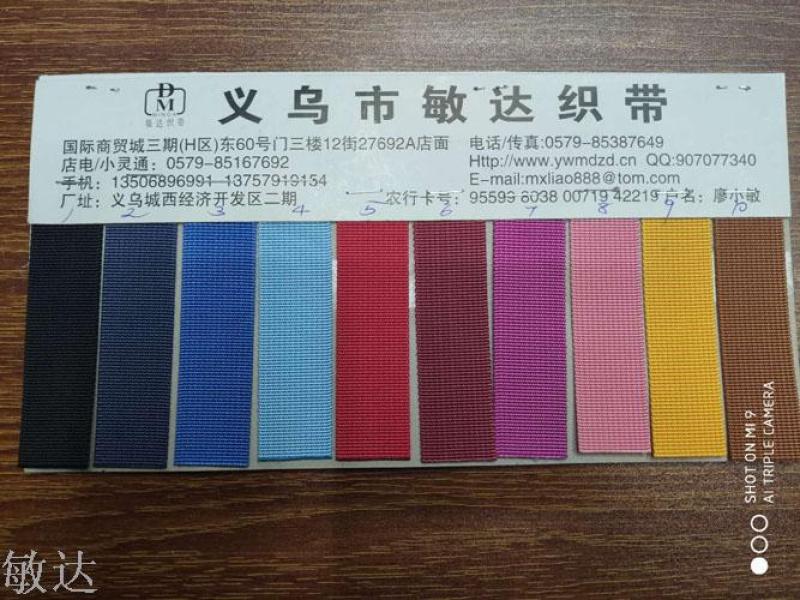 DM
MINDA
敏达织带
义乌市敏达织带
国际商贸城三期(H区)东60号门三楼12街27692A店面 电话/传真:0579-85387649
店电/小灵通: 0579-85167692 Http://www.ywmdzd.cn QQ:907077340
手机: 13506896991 13757919154 E-mail:mxliao888@tom.com
厂址: 义乌城西经济开发区二期 农行卡号: 95599 8038 00719 42219 户名: 廖小敏
1 2 3 4 5 6 7 8 9 10
SHOT ON MI 9
AI TRIPLE CAMERA
敏达